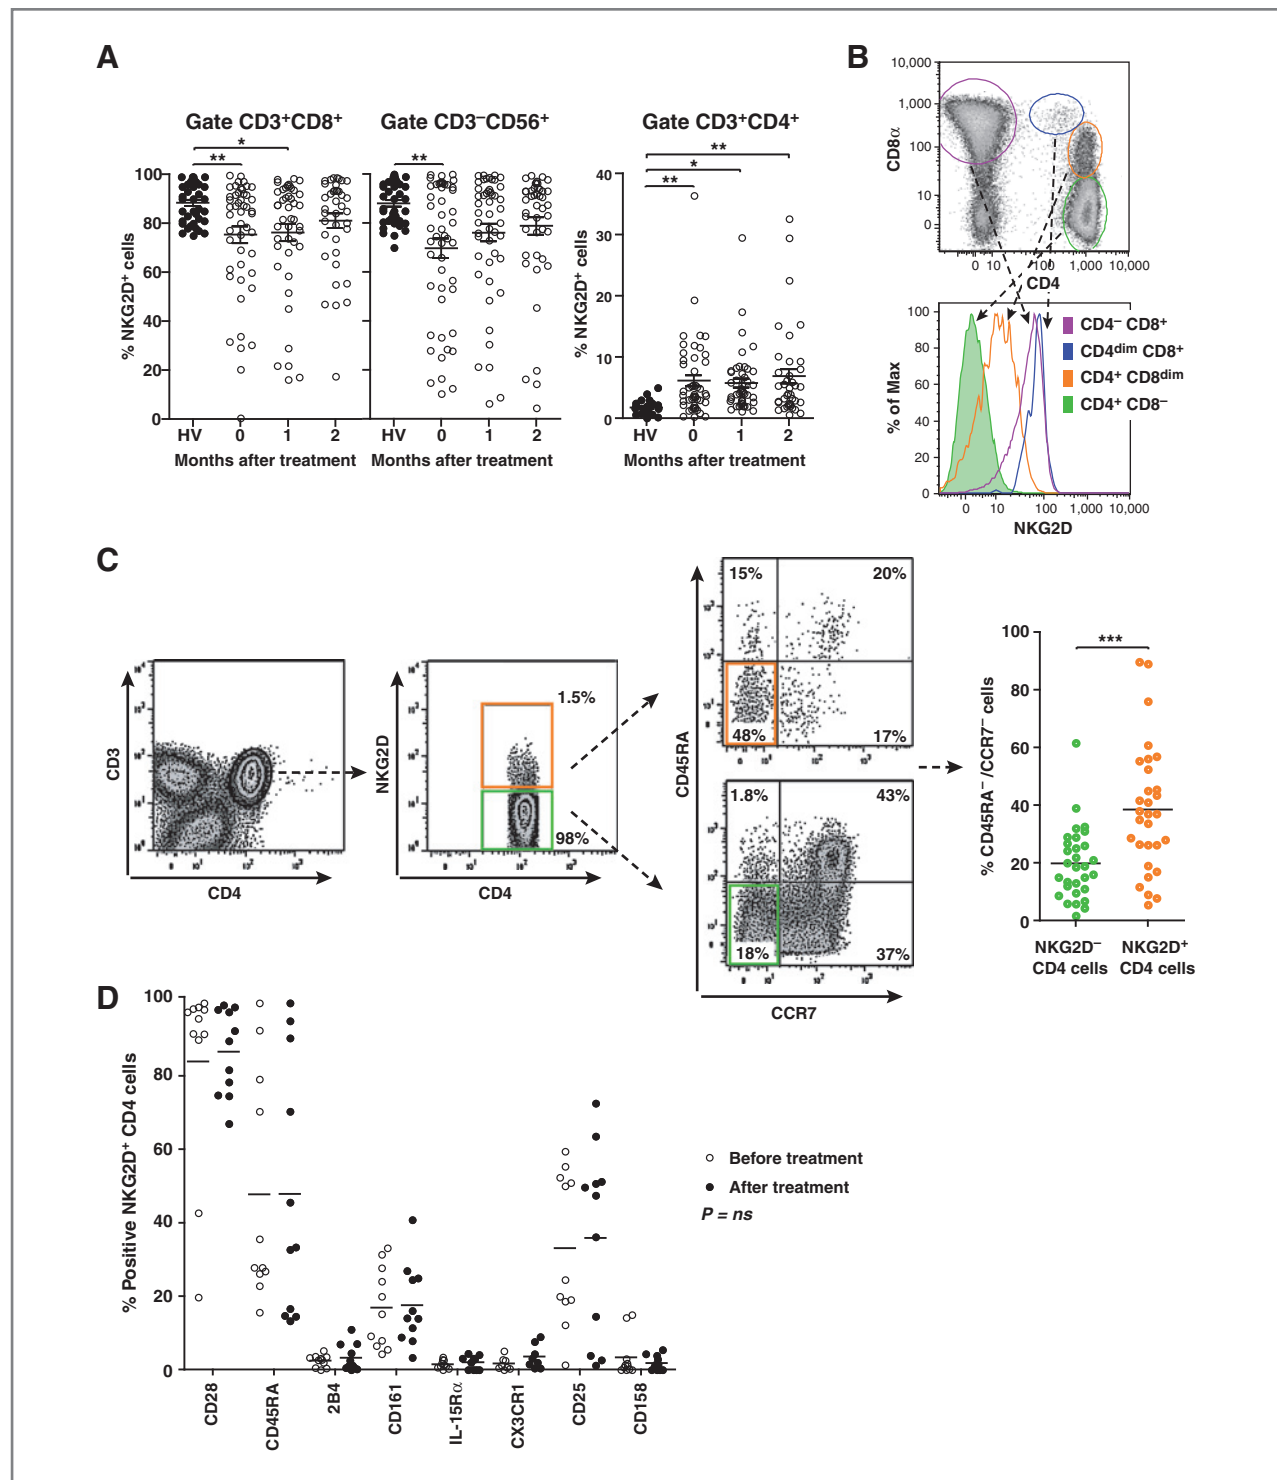 A
Gate CD3⁺CD8⁺
Gate CD3⁻CD56⁺
Gate CD3⁺CD4⁺
% NKG2D⁺ cells
100
80
60
40
20
0
*
**
**
HV 0 1 2
HV 0 1 2
Months after treatment
Months after treatment
% NKG2D⁺ cells
40
30
20
10
0
**
*
**
HV 0 1 2
Months after treatment
B
CD8α
10,000
1,000
100
10
0
0 10 100 1,000 10,000
CD4
% of Max
100
80
60
40
20
0
0 10 100 1,000 10,000
NKG2D
CD4⁻ CD8⁺
CD4ᵈⁱᵐ CD8⁺
CD4⁺ CD8ᵈⁱᵐ
CD4⁺ CD8⁻
C
CD3
CD4
NKG2D
1.5%
98%
CD4
CD45RA
15% 20%
48% 17%
1.8% 43%
18% 37%
CCR7
% CD45RA⁻/CCR7⁻ cells
100
80
60
40
20
0
***
NKG2D⁻ NKG2D⁺
CD4 cells CD4 cells
D
% Positive NKG2D⁺ CD4 cells
100
80
60
40
20
0
CD28
CD45RA
2B4
CD161
IL-15Rα
CX3CR1
CD25
CD158
Before treatment
After treatment
P = ns